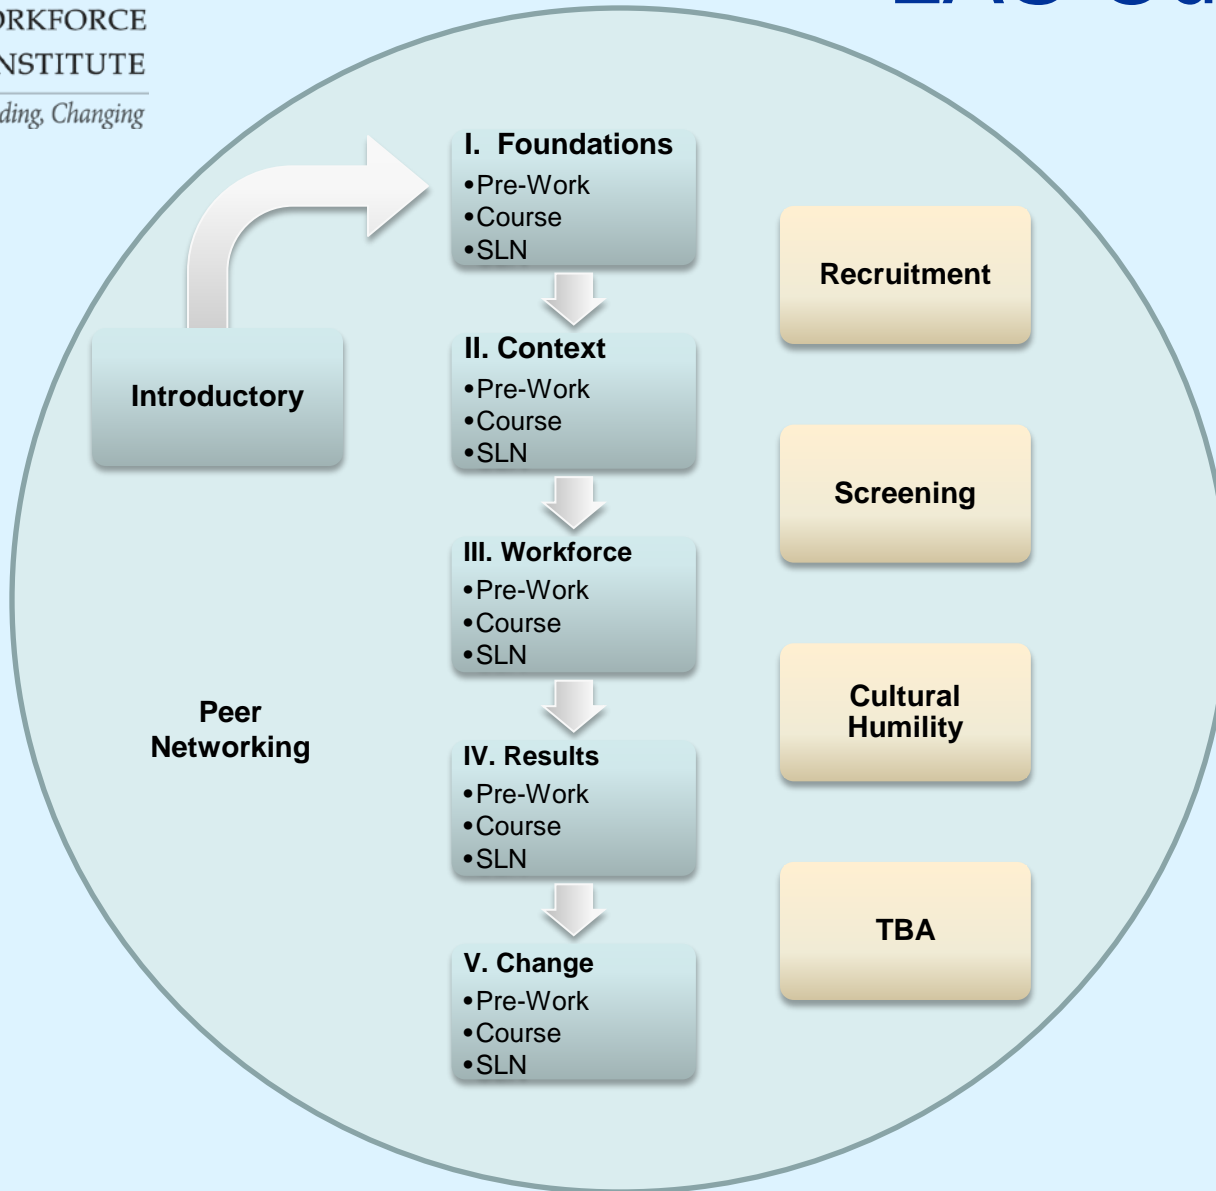 ORKFORCE
NSTITUTE
ding, Changing
I. Foundations
•Pre-Work
•Course
•SLN
Introductory
II. Context
•Pre-Work
•Course
•SLN
III. Workforce
•Pre-Work
•Course
•SLN
Peer
Networking
IV. Results
•Pre-Work
•Course
•SLN
V. Change
•Pre-Work
•Course
•SLN
Recruitment
Screening
Cultural
Humility
TBA